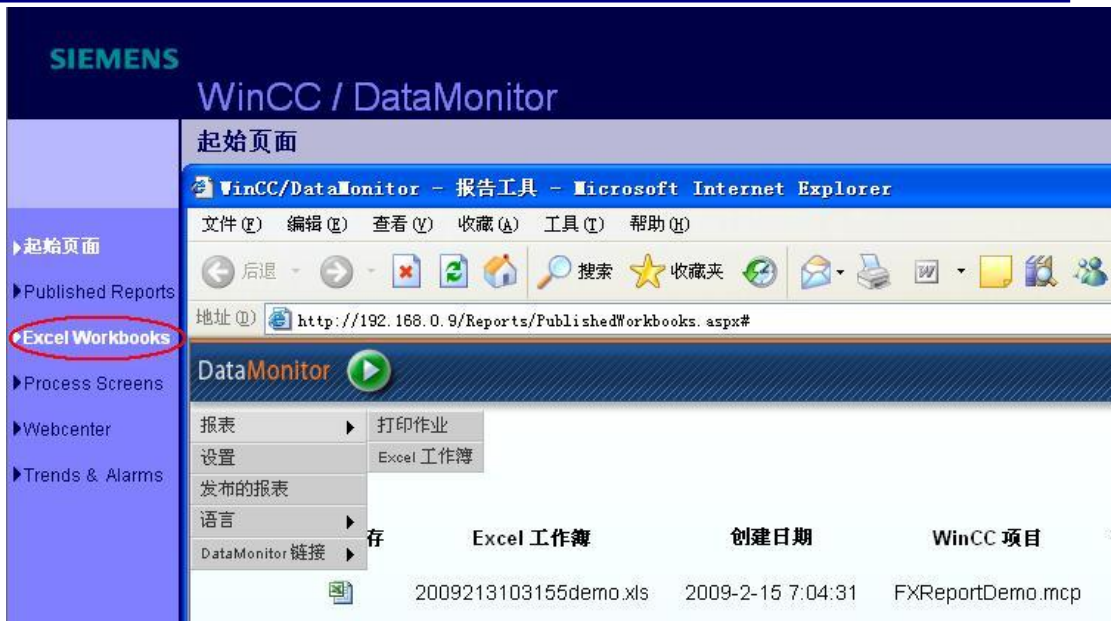 SIEMENS
WinCC / DataMonitor
起始页面
WinCC/DataMonitor - 报告工具 - Microsoft Internet Explorer
文件(F) 编辑(E) 查看(V) 收藏(A) 工具(T) 帮助(H)
后退 搜索 收藏夹
地址(D) http://192.168.0.9/Reports/PublishedWorkbooks.aspx#
起始页面
Published Reports
Excel Workbooks
Process Screens
Webcenter
Trends & Alarms
DataMonitor
报表 打印作业
设置 Excel 工作簿
发布的报表
语言
DataMonitor 链接
存 Excel 工作簿 创建日期 WinCC 项目
2009213103155demo.xls 2009-2-15 7:04:31 FXReportDemo.mcp